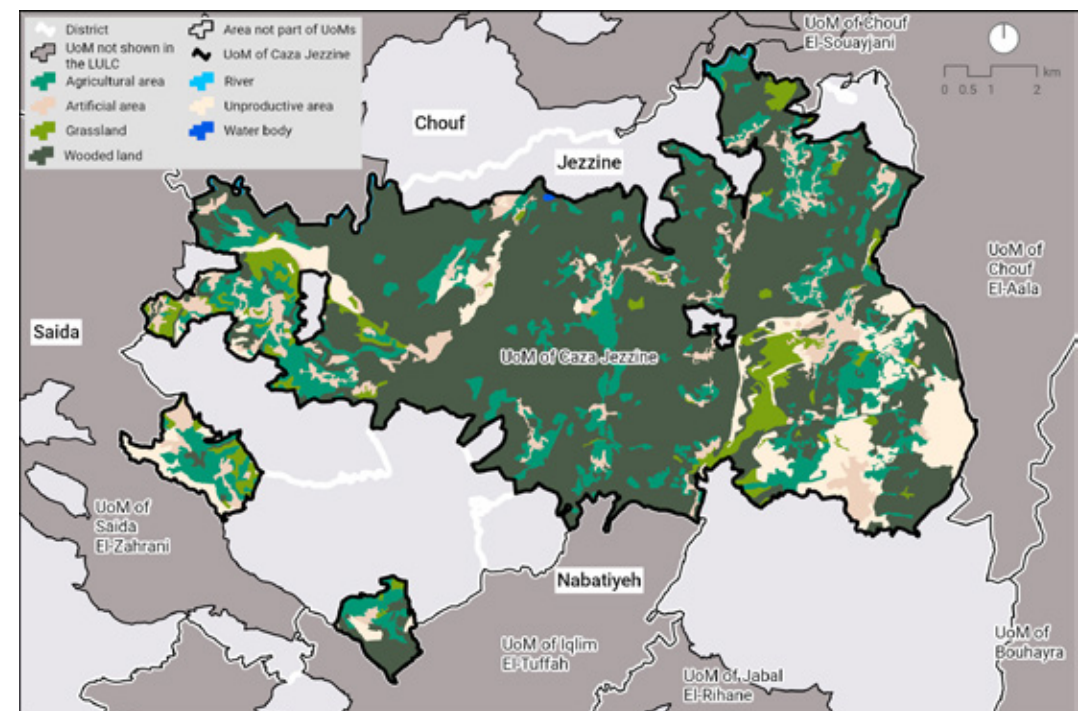 District
UoM not shown in
the LULC
Agricultural area
Artificial area
Grassland
Wooded land
Area not part of UoMs
UoM of Caza Jezzine
River
Unproductive area
Water body
UoM of Chouf
El-Souayjani
km
0 0.5 1 2
Chouf
Jezzine
UoM of
Chouf
El-Aala
Saida
UoM of Caza Jezzine
UoM of
Saida
El-Zahrani
Nabatiyeh
UoM of Iqlim
El-Tuffah
UoM of Jabal
El-Rihane
UoM of
Bouhayra